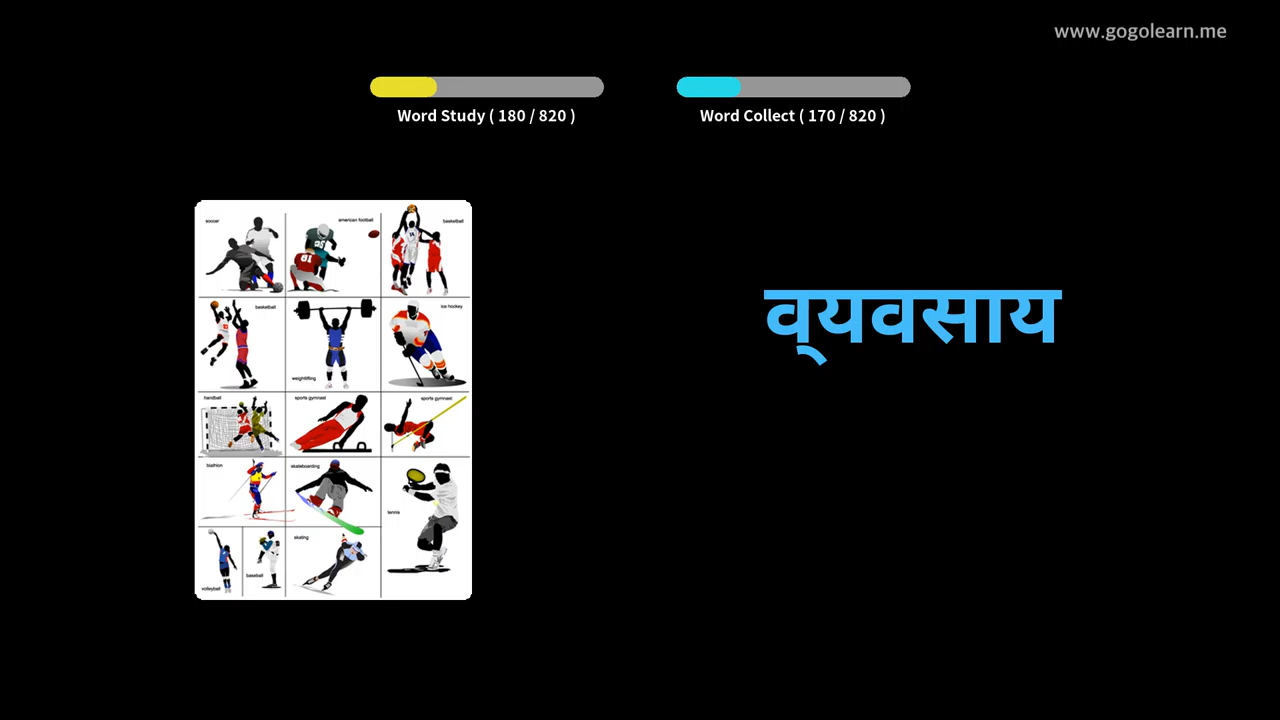 www.gogolearn.me
Word Study ( 180 / 820 )
Word Collect ( 170 / 820 )
soccer
american football
basketball
basketball
weightlifting
ice hockey
handball
sports gymnast
sports gymnast
biathlon
skateboarding
tennis
volleyball
baseball
skating
व्‌यवसाय